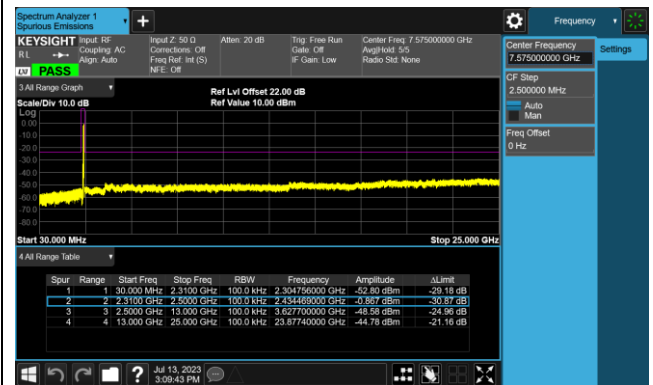 Spectrum Analyzer 1
Spurious Emissions
+
Frequency
KEYSIGHT
RL
Input: RF
Coupling: AC
Align: Auto
Input Z: 50 Ω
Corrections: Off
Freq Ref: Int (S)
NFE: Off
Atten: 20 dB
Trig: Free Run
Gate: Off
IF Gain: Low
Center Freq: 7.575000000 GHz
Avg|Hold: 5/5
Radio Std: None
LXI PASS
Center Frequency
7.575000000 GHz
Settings
CF Step
2.500000 MHz
Auto
Man
Freq Offset
0 Hz
3 All Range Graph
Scale/Div 10.0 dB
Ref Lvl Offset 22.00 dB
Ref Value 10.00 dBm
Log
0.00
-10.0
-20.0
-30.0
-40.0
-50.0
-60.0
-70.0
-80.0
Start 30.000 MHz
Stop 25.000 GHz
4 All Range Table
Spur Range Start Freq Stop Freq RBW Frequency Amplitude ΔLimit
1 1 30.000 MHz 2.3100 GHz 100.0 kHz 2.304756000 GHz -52.80 dBm -29.18 dB
2 2 2.3100 GHz 2.5000 GHz 100.0 kHz 2.434469000 GHz -0.867 dBm -30.87 dB
3 3 2.5000 GHz 13.000 GHz 100.0 kHz 3.627700000 GHz -48.58 dBm -24.96 dB
4 4 13.000 GHz 25.000 GHz 100.0 kHz 23.87740000 GHz -44.78 dBm -21.16 dB
?
Jul 13, 2023
3:09:43 PM